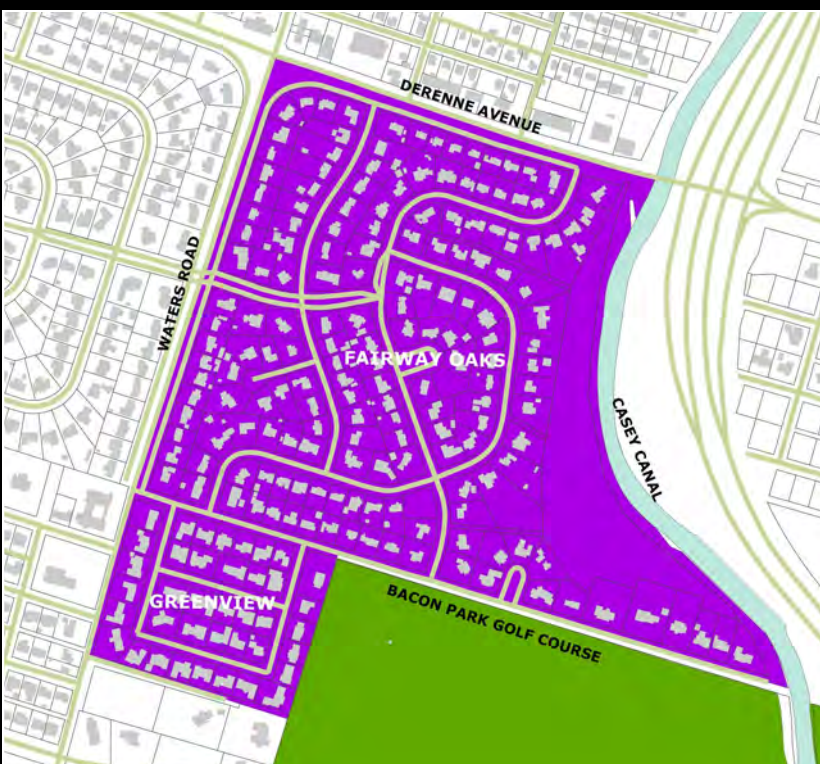 DERENNE AVENUE
WATERS ROAD
FAIRWAY OAKS
CASEY CANAL
GREENVIEW
BACON PARK GOLF COURSE